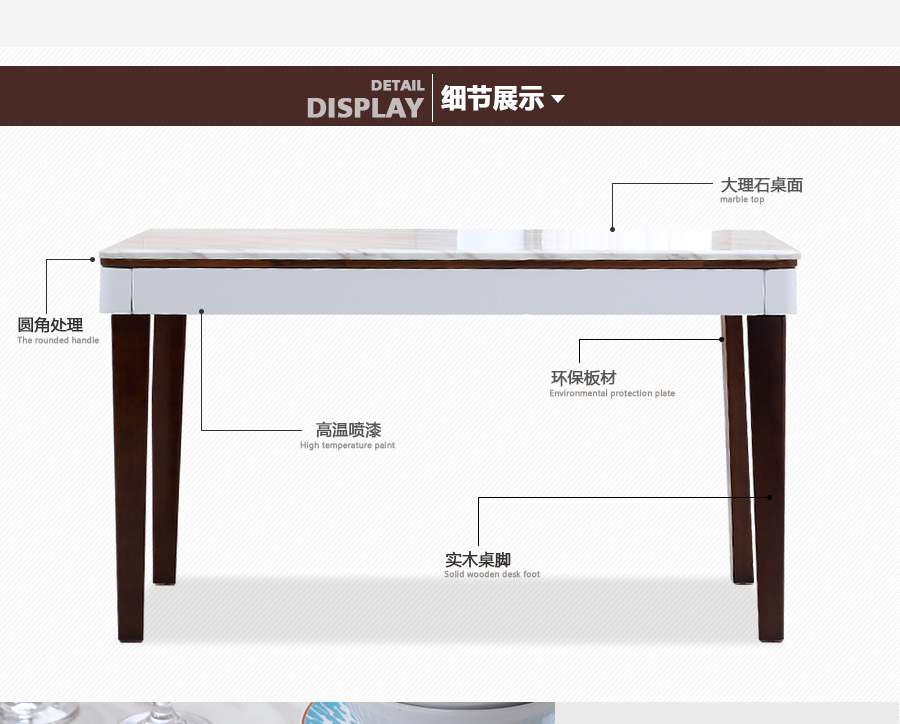 DETAIL
DISPLAY
细节展示
大理石桌面
marble top
圆角处理
The rounded handle
环保板材
Environmental protection plate
高温喷漆
High temperature paint
实木桌脚
Solid wooden desk foot